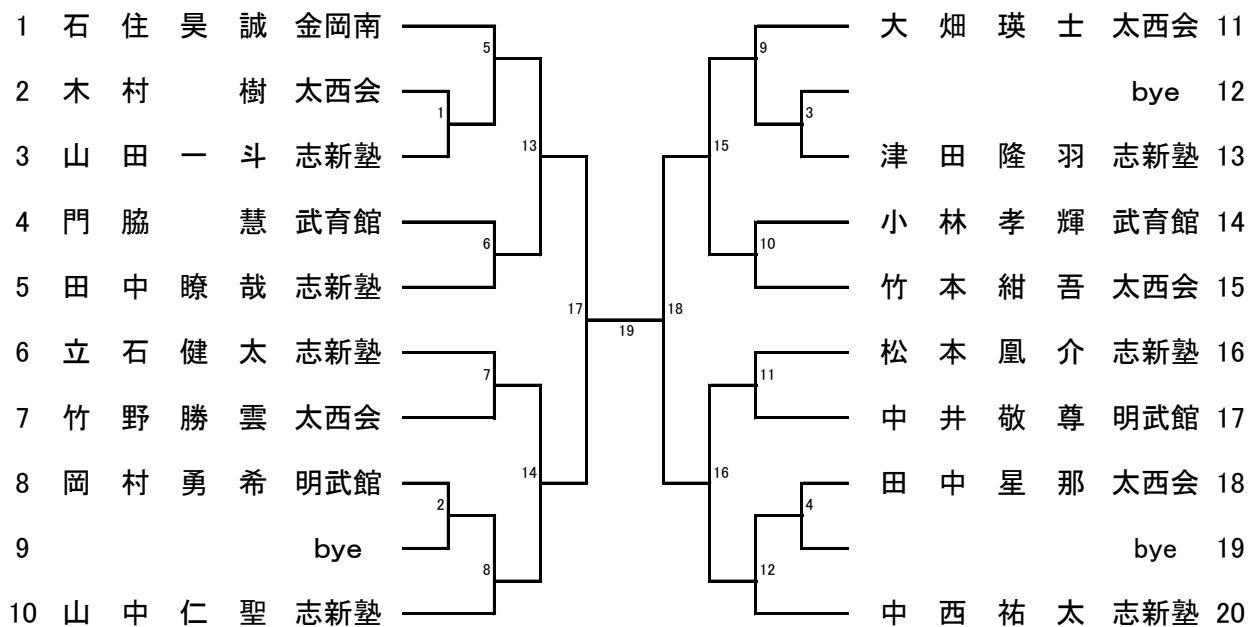 1 石 住 昊 誠 金岡南
2 木 村 樹 太西会
3 山 田 一 斗 志新塾
4 門 脇 慧 武育館
5 田 中 瞭 哉 志新塾
6 立 石 健 太 志新塾
7 竹 野 勝 雲 太西会
8 岡 村 勇 希 明武館
9 bye
10 山 中 仁 聖 志新塾
5
1
13
6
17
7
14
2
8
19
9
3
15
10
18
11
16
4
12
大 畑 瑛 士 太西会 11
bye 12
津 田 隆 羽 志新塾 13
小 林 孝 輝 武育館 14
竹 本 紺 吾 太西会 15
松 本 凰 介 志新塾 16
中 井 敬 尊 明武館 17
田 中 星 那 太西会 18
bye 19
中 西 祐 太 志新塾 20